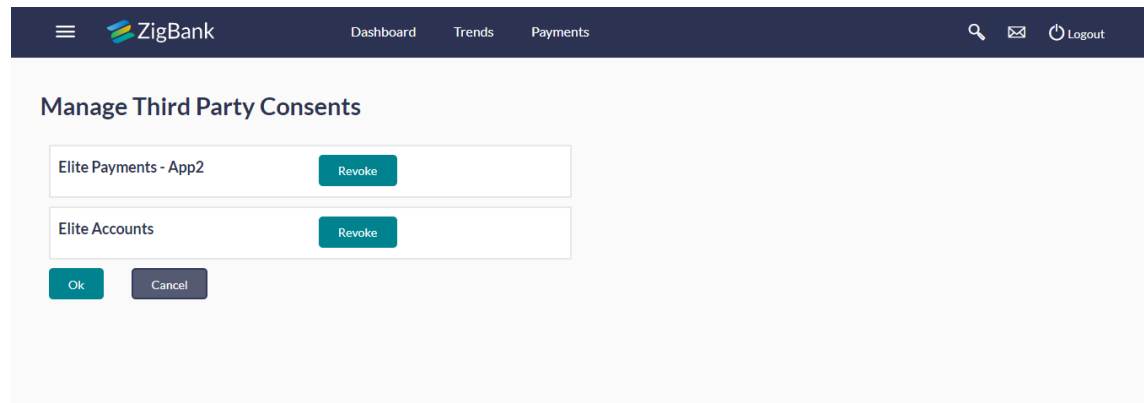 ZigBank Dashboard Trends Payments Logout
Manage Third Party Consents
Elite Payments - App2 Revoke
Elite Accounts Revoke
Ok Cancel